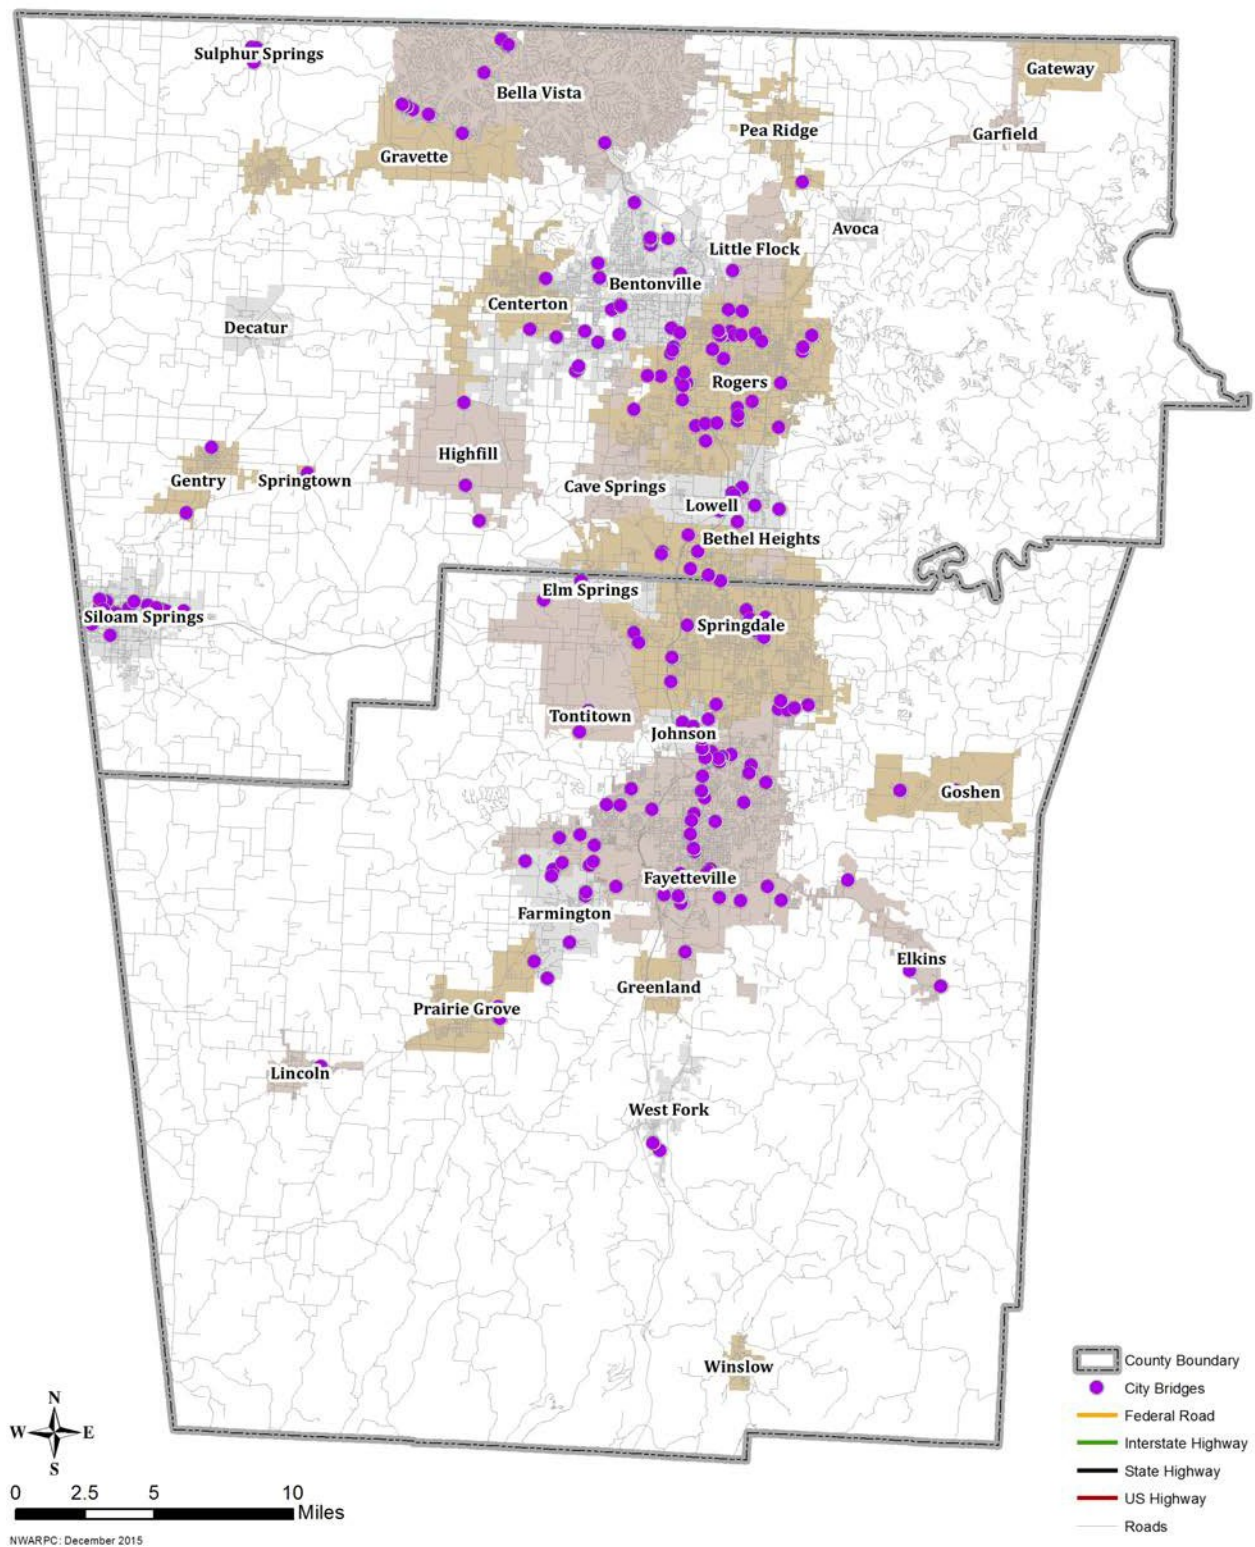 Sulphur Springs
Gateway
Bella Vista
Pea Ridge
Garfield
Gravette
Avoca
Little Flock
Bentonville
Centerton
Decatur
Rogers
Highfill
Gentry
Springtown
Cave Springs
Lowell
Bethel Heights
Elm Springs
Siloam Springs
Springdale
Tontitown
Johnson
Goshen
Fayetteville
Farmington
Elkins
Greenland
Prairie Grove
Lincoln
West Fork
Winslow
County Boundary
City Bridges
Federal Road
Interstate Highway
State Highway
US Highway
Roads
N
W E
S
0 2.5 5 10
Miles
NWARPC: December 2015